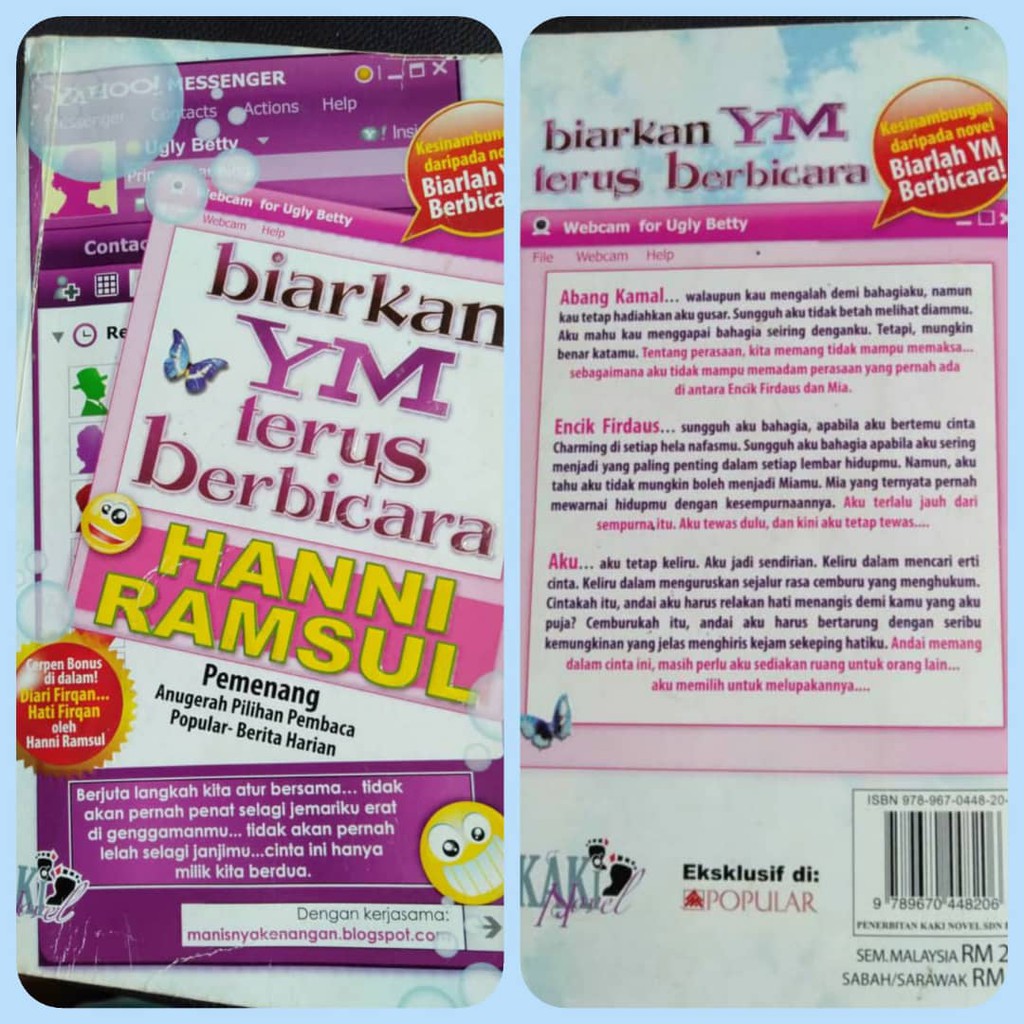 YAHOO! MESSENGER
Messenger Contacts Actions Help
Ugly Betty
Webcam for Ugly Betty
Webcam Help
Kesinambun
daripada no
Biarlah Y
Berbica
Contac
Re
biarkan
YM
terus
berbicara
HANNI
RAMSUL
Pemenang
Anugerah Pilihan Pembaca
Popular- Berita Harian
Cerpen Bonus
di dalam!
Diari Firqan...
Hati Firqan
oleh
Hanni Ramsul
Berjuta langkah kita atur bersama... tidak
akan pernah penat selagi jemariku erat
di genggamanmu... tidak akan pernah
lelah selagi janjimu...cinta ini hanya
milik kita berdua.
KI
Novel
Dengan kerjasama:
manisnyakenangan.blogspot.com
biarkan YM
terus berbicara
Kesinambungan
daripada novel
Biarlah YM
Berbicara!
Webcam for Ugly Betty
File Webcam Help
Abang Kamal... walaupun kau mengalah demi bahagiaku, namun
kau tetap hadiahkan aku gusar. Sungguh aku tidak betah melihat diammu.
Aku mahu kau menggapai bahagia seiring denganku. Tetapi, mungkin
benar katamu. Tentang perasaan, kita memang tidak mampu memaksa...
sebagaimana aku tidak mampu memadam perasaan yang pernah ada
di antara Encik Firdaus dan Mia.
Encik Firdaus... sungguh aku bahagia, apabila aku bertemu cinta
Charming di setiap hela nafasmu. Sungguh aku bahagia apabila aku sering
menjadi yang paling penting dalam setiap lembar hidupmu. Namun, aku
tahu aku tidak mungkin boleh menjadi Miamu. Mia yang ternyata pernah
mewarnai hidupmu dengan kesempurnaannya. Aku terlalu jauh dari
sempurna itu. Aku tewas dulu, dan kini aku tetap tewas....
Aku... aku tetap keliru. Aku jadi sendirian. Keliru dalam mencari erti
cinta. Keliru dalam menguruskan sejalur rasa cemburu yang menghukum.
Cintakah itu, andai aku harus relakan hati menangis demi kamu yang aku
puja? Cemburukah itu, andai aku harus bertarung dengan seribu
kemungkinan yang jelas menghiris kejam sekeping hatiku. Andai memang
dalam cinta ini, masih perlu aku sediakan ruang untuk orang lain...
aku memilih untuk melupakannya....
KAKI
Novel
Eksklusif di:
POPULAR
ISBN 978-967-0448-20-
9 789670 448206
PENERBITAN KAKI NOVEL SDN
SEM.MALAYSIA RM 2
SABAH/SARAWAK RM